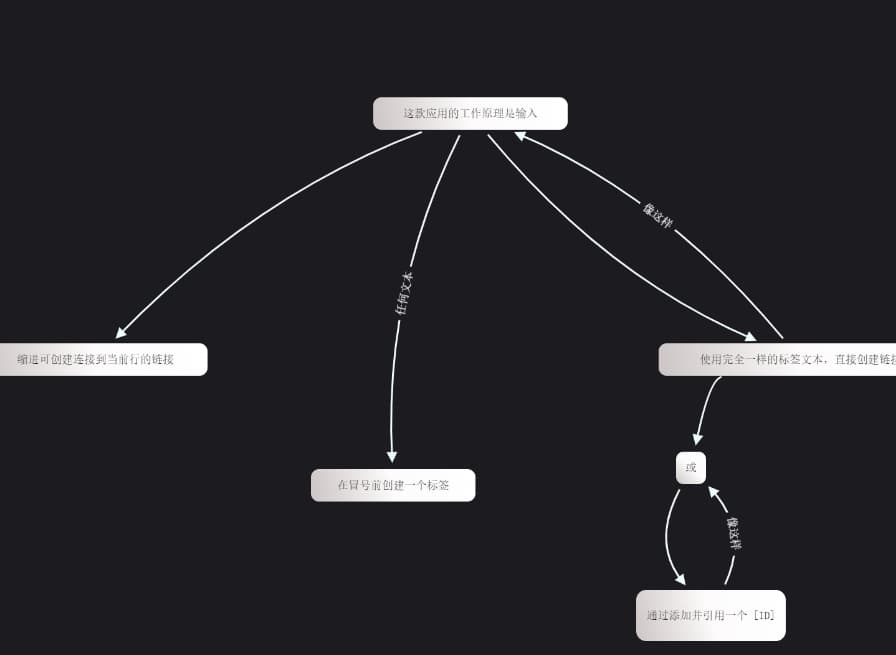 这款应用的工作原理是输入
像这样
任何文本
缩进可创建连接到当前行的链接
使用完全一样的标签文本，直接创建链接
或
在冒号前创建一个标签
像这样
通过添加并引用一个 [ID]